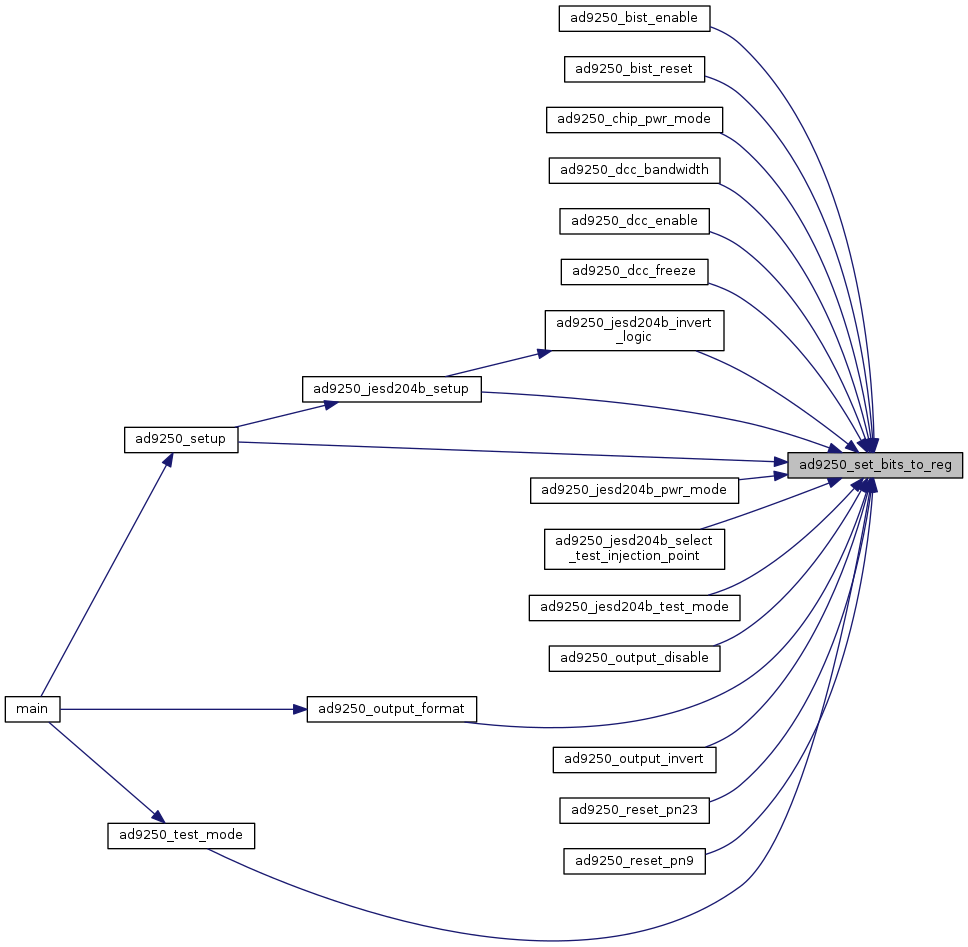 ad9250_bist_enable
ad9250_bist_reset
ad9250_chip_pwr_mode
ad9250_dcc_bandwidth
ad9250_dcc_enable
ad9250_dcc_freeze
ad9250_jesd204b_invert
_logic
ad9250_jesd204b_setup
ad9250_setup
ad9250_set_bits_to_reg
ad9250_jesd204b_pwr_mode
ad9250_jesd204b_select
_test_injection_point
ad9250_jesd204b_test_mode
ad9250_output_disable
main
ad9250_output_format
ad9250_output_invert
ad9250_reset_pn23
ad9250_test_mode
ad9250_reset_pn9